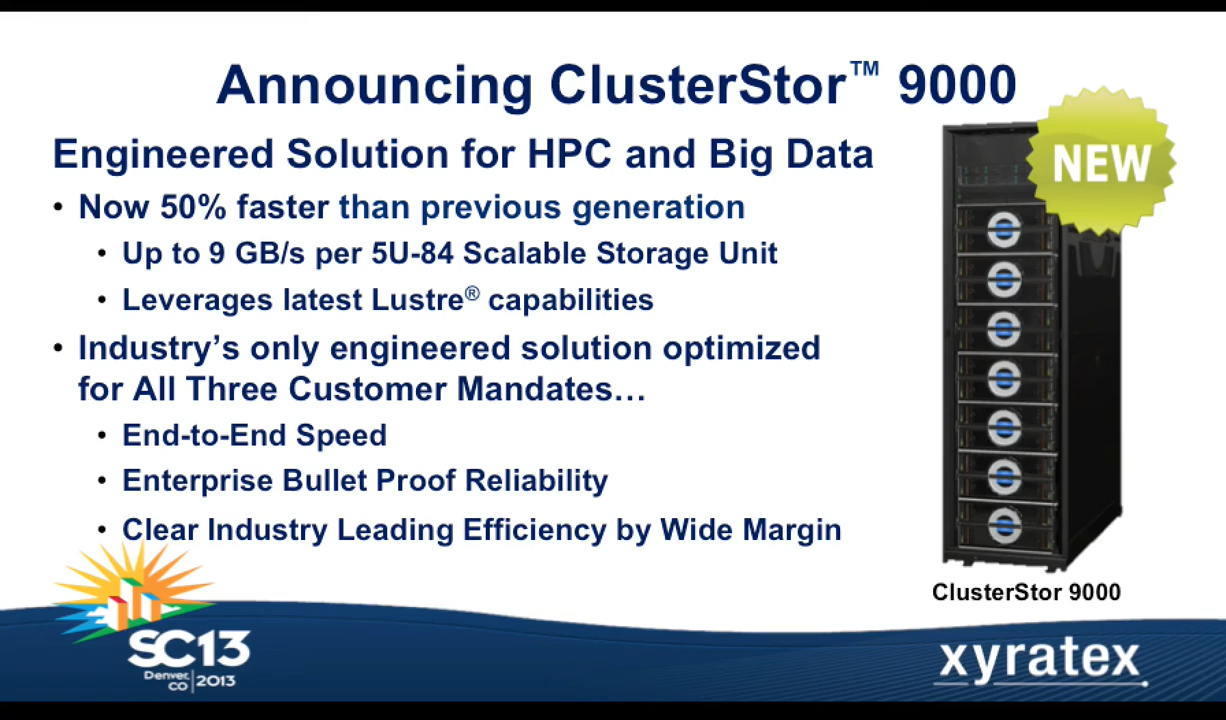 Announcing ClusterStor™ 9000
Engineered Solution for HPC and Big Data
NEW
• Now 50% faster than previous generation
• Up to 9 GB/s per 5U-84 Scalable Storage Unit
• Leverages latest Lustre® capabilities
• Industry’s only engineered solution optimized
for All Three Customer Mandates…
• End-to-End Speed
• Enterprise Bullet Proof Reliability
• Clear Industry Leading Efficiency by Wide Margin
ClusterStor 9000
SC13
Denver,
CO 2013
xyratex